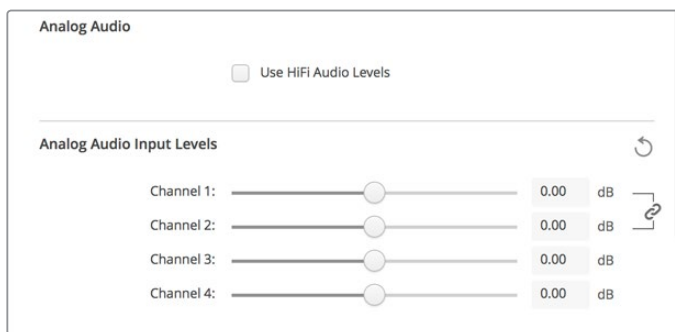 Analog Audio
Use HiFi Audio Levels
Analog Audio Input Levels
Channel 1: 0.00 dB
Channel 2: 0.00 dB
Channel 3: 0.00 dB
Channel 4: 0.00 dB